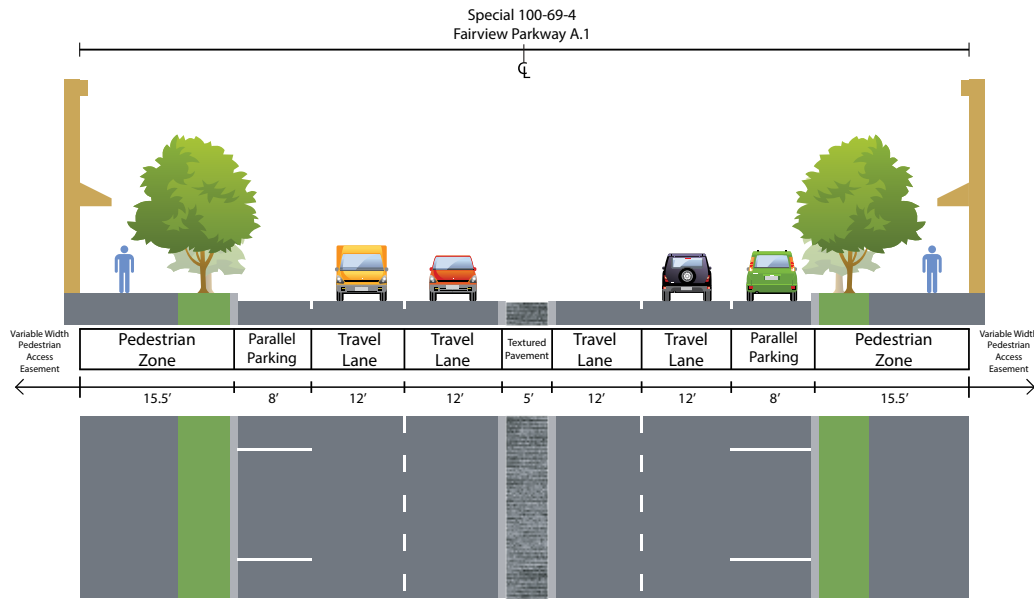 Special 100-69-4
Fairview Parkway A.1
℄
Variable Width
Pedestrian
Access
Easement
Pedestrian
Zone
Parallel
Parking
Travel
Lane
Travel
Lane
Textured
Pavement
Travel
Lane
Travel
Lane
Parallel
Parking
Pedestrian
Zone
Variable Width
Pedestrian
Access
Easement
15.5’ 8’ 12’ 12’ 5’ 12’ 12’ 8’ 15.5’